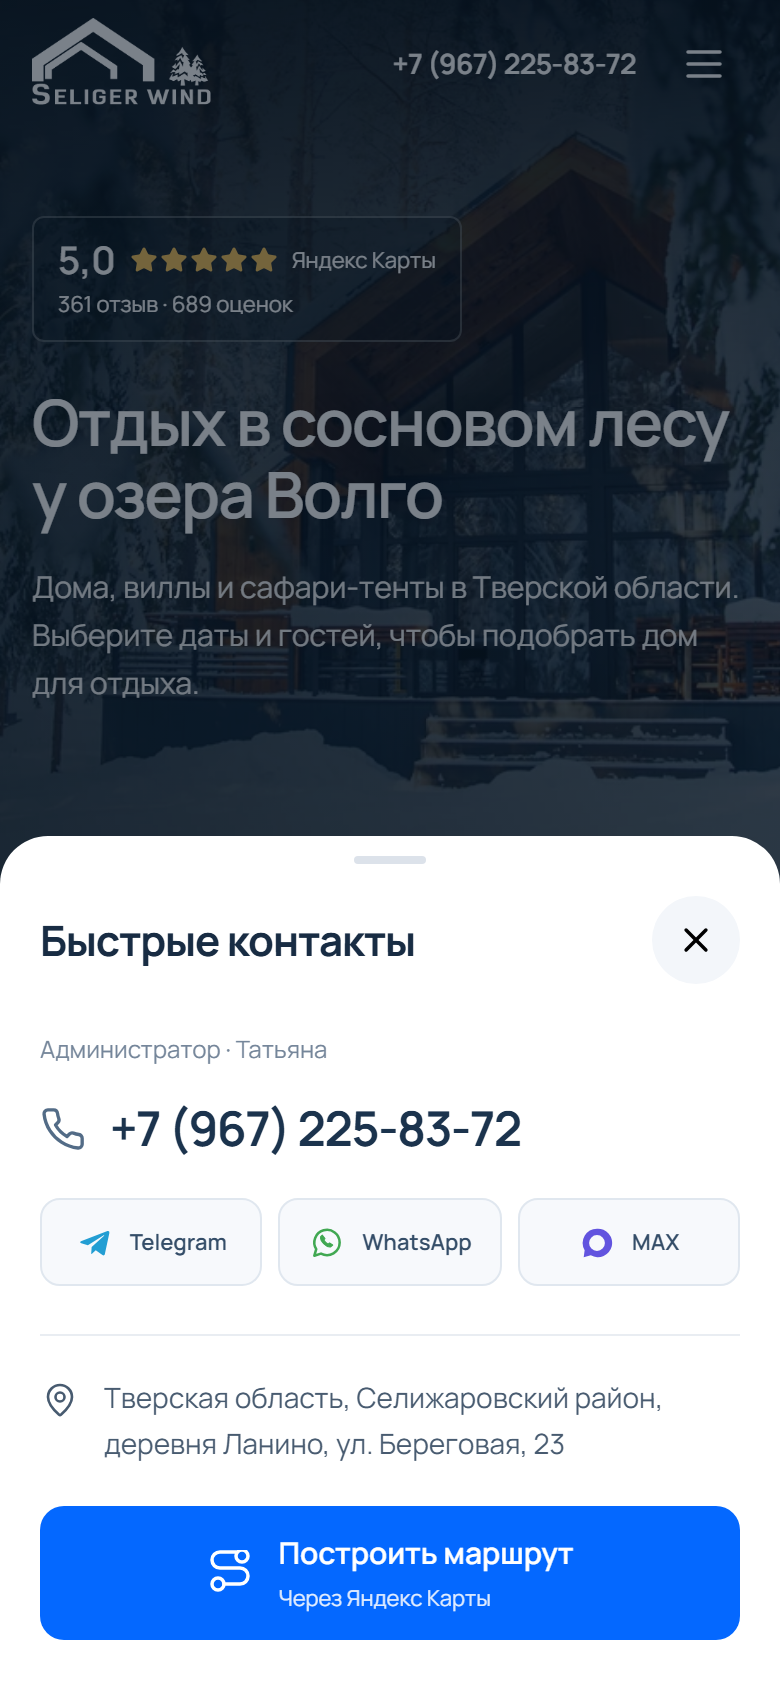 SELIGER WIND
+7 (967) 225-83-72
5,0 Яндекс Карты
361 отзыв · 689 оценок
Отдых в сосновом лесу
у озера Волго
Дома, виллы и сафари-тенты в Тверской области.
Выберите даты и гостей, чтобы подобрать дом
для отдыха.
Быстрые контакты
Администратор · Татьяна
+7 (967) 225-83-72
Telegram
WhatsApp
MAX
Тверская область, Селижаровский район,
деревня Ланино, ул. Береговая, 23
Построить маршрут
Через Яндекс Карты